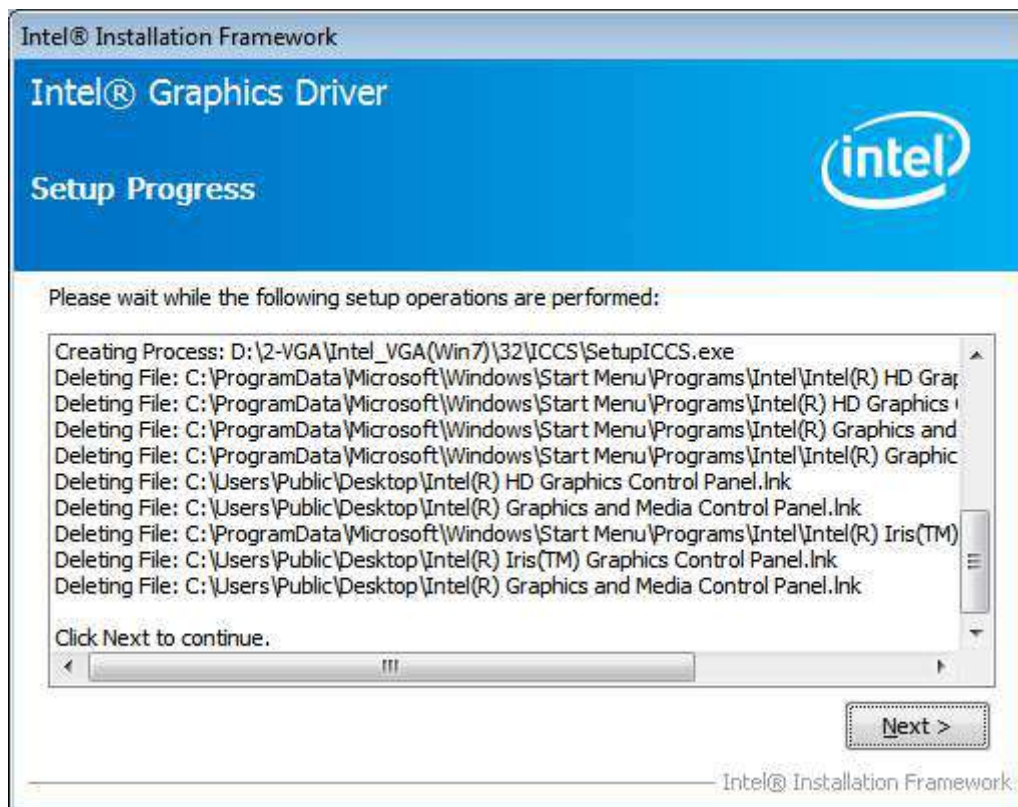 Intel® Installation Framework
Intel® Graphics Driver
intel
Setup Progress
Please wait while the following setup operations are performed:
Creating Process: D:\2-VGA\Intel_VGA(Win7)\32\ICCS\SetupICCS.exe
Deleting File: C:\ProgramData\Microsoft\Windows\Start Menu\Programs\Intel\Intel(R) HD Grap
Deleting File: C:\ProgramData\Microsoft\Windows\Start Menu\Programs\Intel(R) HD Graphics
Deleting File: C:\ProgramData\Microsoft\Windows\Start Menu\Programs\Intel(R) Graphics and
Deleting File: C:\ProgramData\Microsoft\Windows\Start Menu\Programs\Intel\Intel(R) Graphic
Deleting File: C:\Users\Public\Desktop\Intel(R) HD Graphics Control Panel.lnk
Deleting File: C:\Users\Public\Desktop\Intel(R) Graphics and Media Control Panel.lnk
Deleting File: C:\ProgramData\Microsoft\Windows\Start Menu\Programs\Intel\Intel(R) Iris(TM)
Deleting File: C:\Users\Public\Desktop\Intel(R) Iris(TM) Graphics Control Panel.lnk
Deleting File: C:\Users\Public\Desktop\Intel(R) Graphics and Media Control Panel.lnk
Click Next to continue.
Next >
Intel® Installation Framework